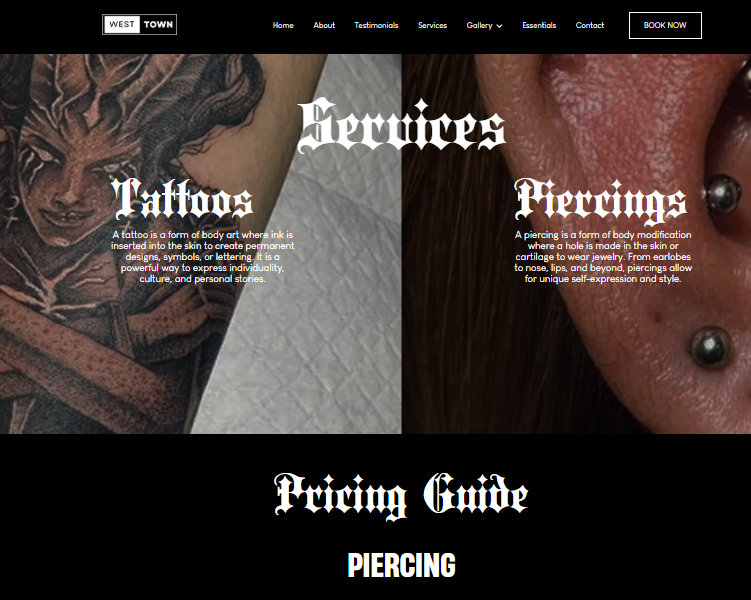 WEST TOWN
Home About Testimonials Services Gallery Essentials Contact BOOK NOW
Services
Tattoos
A tattoo is a form of body art where ink is
inserted into the skin to create permanent
designs, symbols, or lettering. It is a
powerful way to express individuality,
culture, and personal stories.
Piercings
A piercing is a form of body modification
where a hole is made in the skin or
cartilage to wear jewelry. From earlobes
to nose, lips, and beyond, piercings allow
for unique self-expression and style.
Pricing Guide
PIERCING